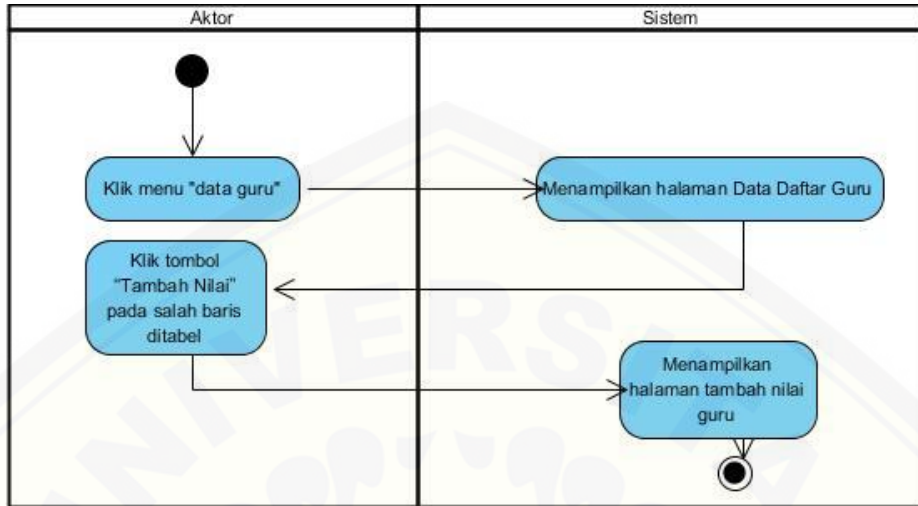 Aktor
Sistem
Klik menu "data guru"
Menampilkan halaman Data Daftar Guru
Klik tombol
"Tambah Nilai"
pada salah baris
ditabel
Menampilkan
halaman tambah nilai
guru
UNIVERSITA